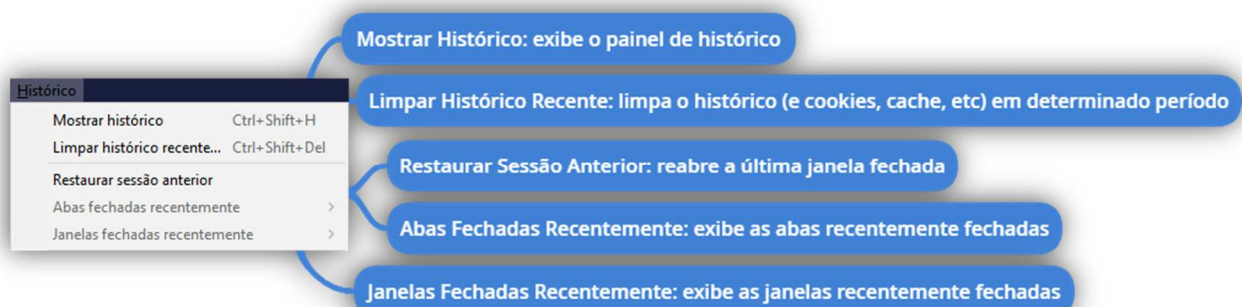 Mostrar Histórico: exibe o painel de histórico
Histórico
Limpar Histórico Recente: limpa o histórico (e cookies, cache, etc) em determinado período
Mostrar histórico Ctrl+Shift+H
Limpar histórico recente... Ctrl+Shift+Del
Restaurar sessão anterior
Abas fechadas recentemente >
Janelas fechadas recentemente >
Restaurar Sessão Anterior: reabre a última janela fechada
Abas Fechadas Recentemente: exibe as abas recentemente fechadas
Janelas Fechadas Recentemente: exibe as janelas recentemente fechadas